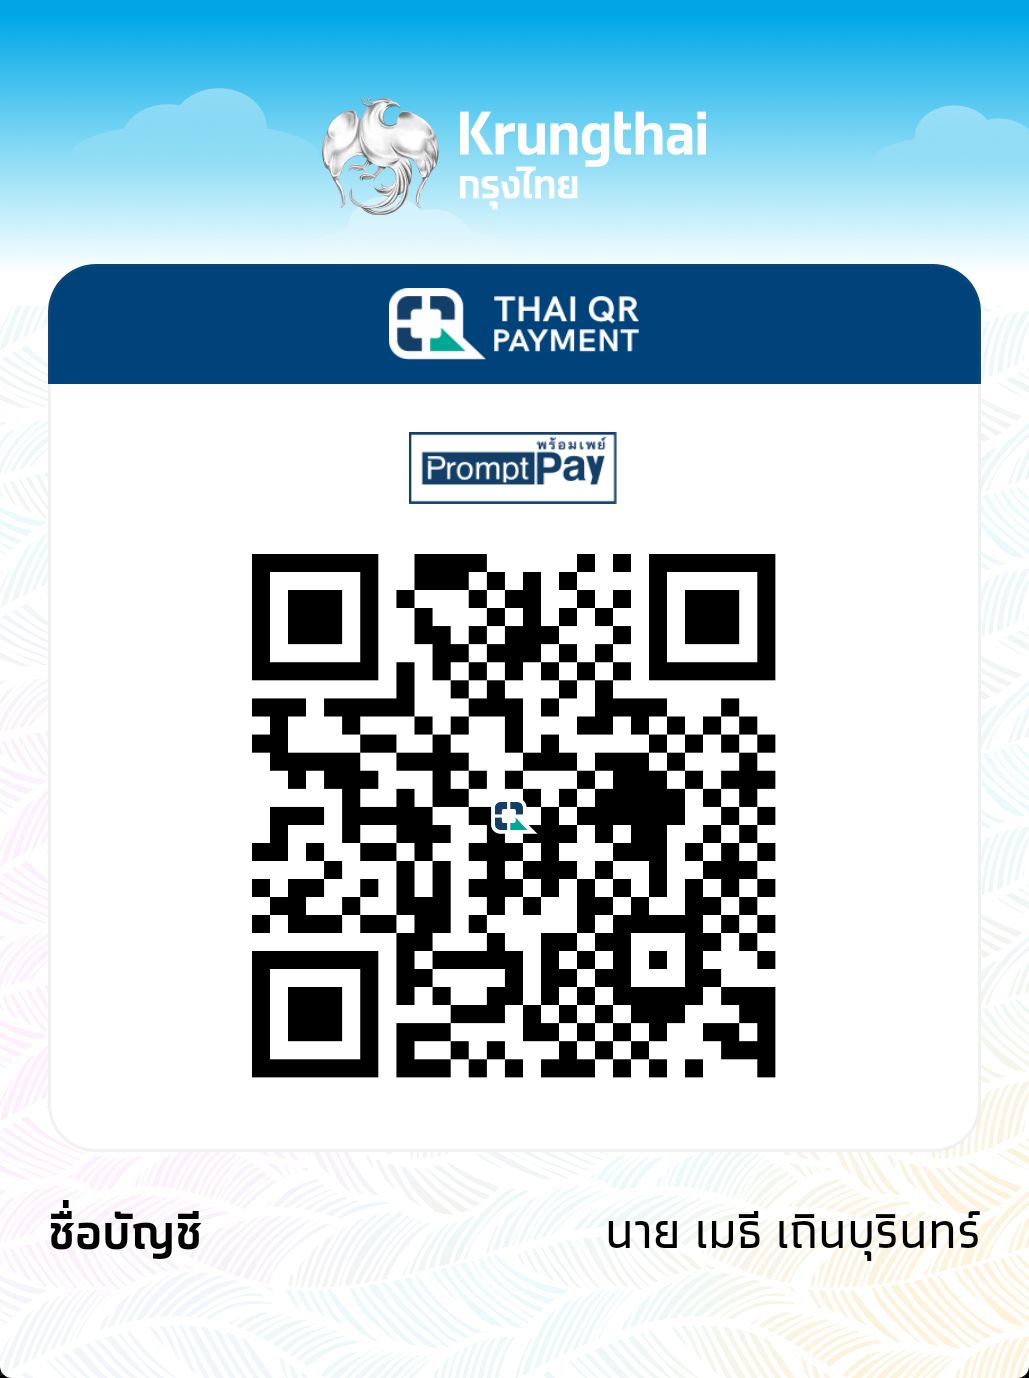 Krungthai
กรุงไทย
THAI QR
PAYMENT
พร้อมเพย์
PromptPay
ชื่อบัญชี
นาย เมธี เถินบุรินทร์